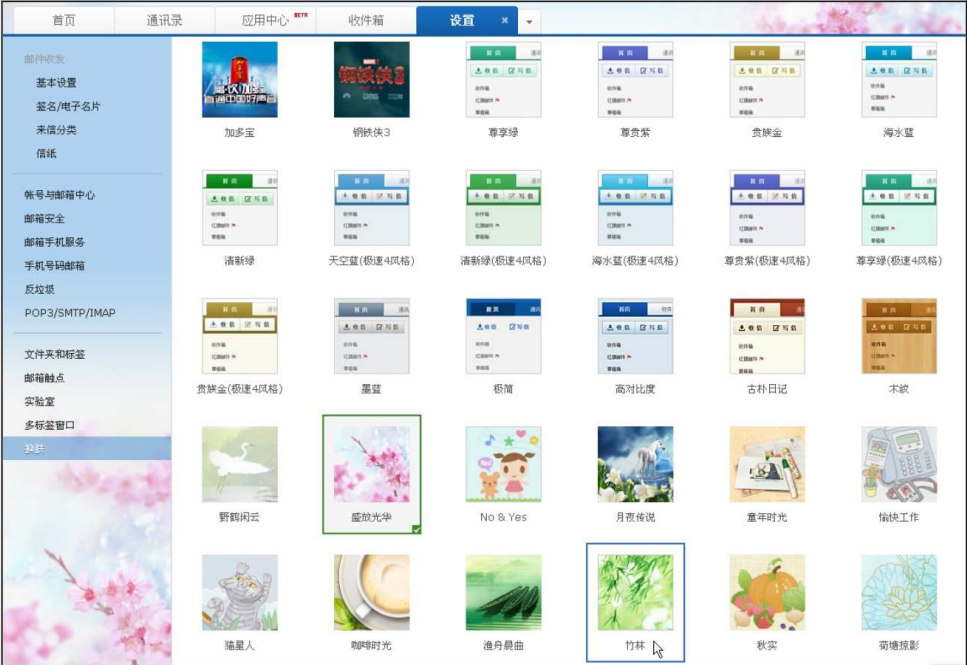 首页 通讯录 应用中心 BETA 收件箱 设置 ×
邮件收发
基本设置
签名/电子名片
来信分类
信纸
帐号与邮箱中心
邮箱安全
邮箱手机服务
手机号码邮箱
反垃圾
POP3/SMTP/IMAP
文件夹和标签
邮箱触点
实验室
多标签窗口
换肤
加多宝 钢铁侠3 尊享绿 尊贵紫 贵族金 海水蓝
清新绿 天空蓝(极速4风格) 清新绿(极速4风格) 海水蓝(极速4风格) 尊贵紫(极速4风格) 尊享绿(极速4风格)
贵族金(极速4风格) 墨蓝 极简 高对比度 古朴日记 木纹
野鹤闲云 盛放光华 No & Yes 月夜传说 童年时光 愉快工作
猫星人 咖啡时光 渔舟晨曲 竹林 秋实 荷塘掠影